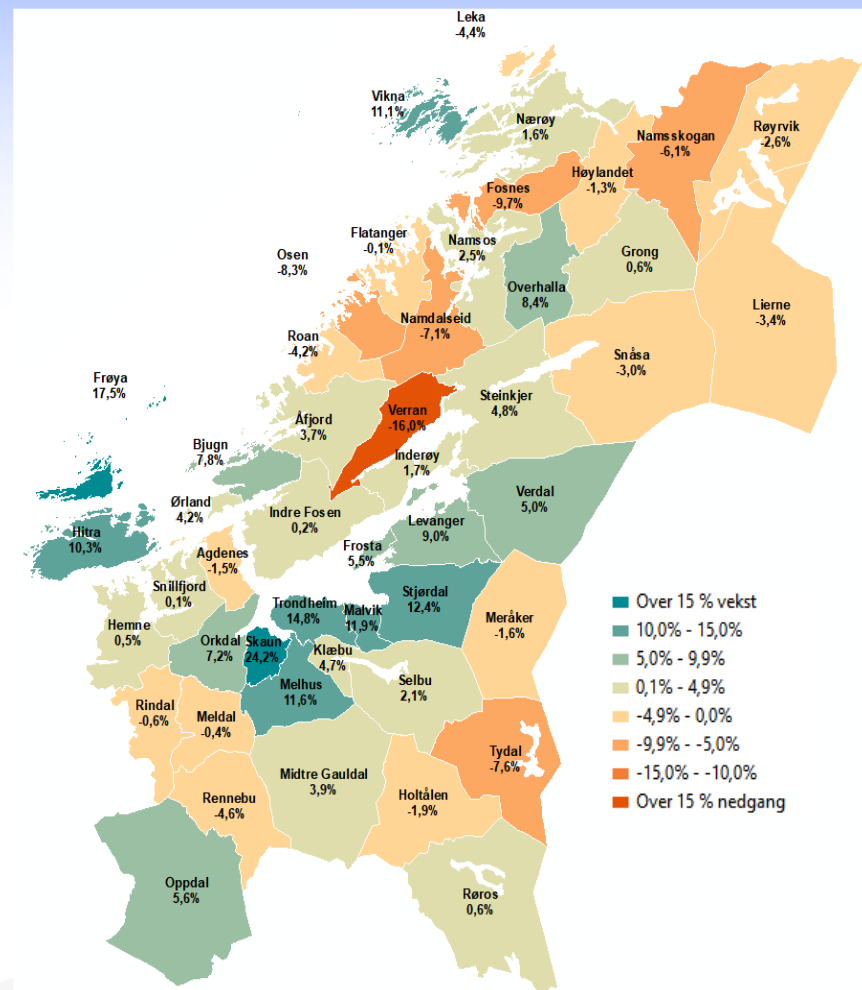 Leka
-4,4%
Vikna
11,1%
Nærøy
1,6%
Namsskogan
-6,1%
Røyrvik
-2,6%
Høylandet
-1,3%
Fosnes
-9,7%
Flatanger
-0,1%
Namsos
2,5%
Grong
0,6%
Osen
-8,3%
Overhalla
8,4%
Lierne
-3,4%
Namdalseid
-7,1%
Roan
-4,2%
Snåsa
-3,0%
Frøya
17,5%
Steinkjer
4,8%
Verran
-16,0%
Åfjord
3,7%
Bjugn
7,8%
Inderøy
1,7%
Verdal
5,0%
Ørland
4,2%
Indre Fosen
0,2%
Levanger
9,0%
Hitra
10,3%
Frosta
5,5%
Agdenes
-1,5%
Snillfjord
0,1%
Stjørdal
12,4%
Trondheim
14,8%
Malvik
11,9%
Meråker
-1,6%
Hemne
0,5%
Orkdal
7,2%
Skaun
24,2%
Klæbu
4,7%
Selbu
2,1%
Melhus
11,6%
Rindal
-0,6%
Meldal
-0,4%
Tydal
-7,6%
Midtre Gauldal
3,9%
Holtålen
-1,9%
Rennebu
-4,6%
Oppdal
5,6%
Røros
0,6%
Over 15 % vekst
10,0% - 15,0%
5,0% - 9,9%
0,1% - 4,9%
-4,9% - 0,0%
-9,9% - -5,0%
-15,0% - -10,0%
Over 15 % nedgang